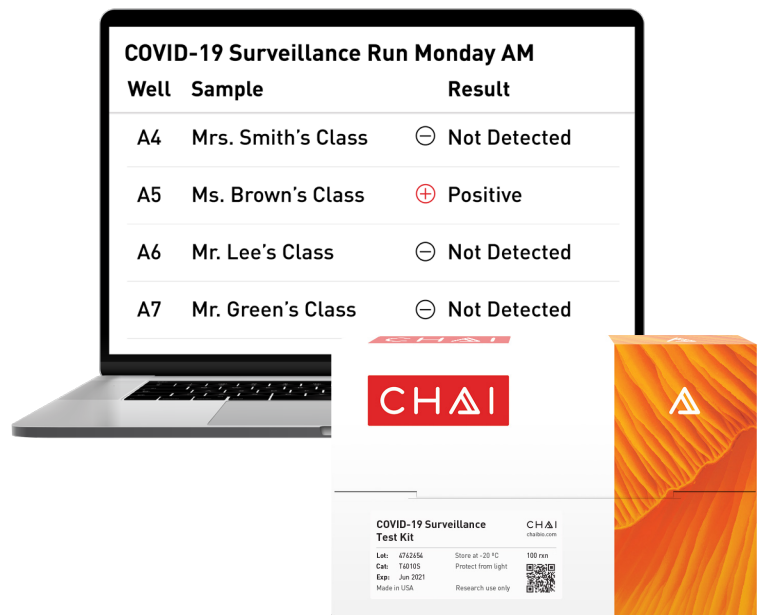 COVID-19 Surveillance Run Monday AM
Well Sample Result
A4 Mrs. Smith's Class Not Detected
A5 Ms. Brown's Class Positive
A6 Mr. Lee's Class Not Detected
A7 Mr. Green's Class Not Detected
CHAI
CHAI
COVID-19 Surveillance
Test Kit
CHAI
chaibio.com
Lot: 4762654 Store at -20 ºC 100 rxn
Cat: T6010S Protect from light
Exp: Jun 2021
Made in USA Research use only